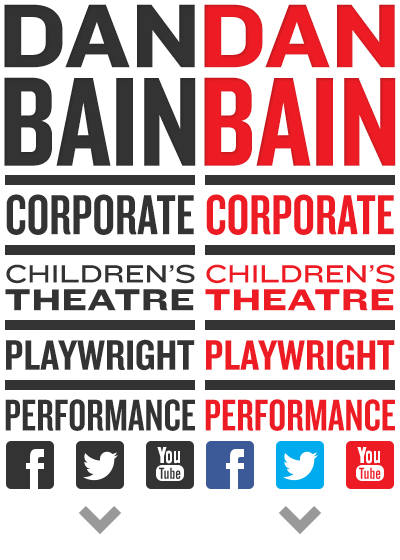 DAN DAN
BAIN BAIN
CORPORATE CORPORATE
CHILDREN'S CHILDREN'S
THEATRE THEATRE
PLAYWRIGHT PLAYWRIGHT
PERFORMANCE PERFORMANCE
f You Tube f You Tube